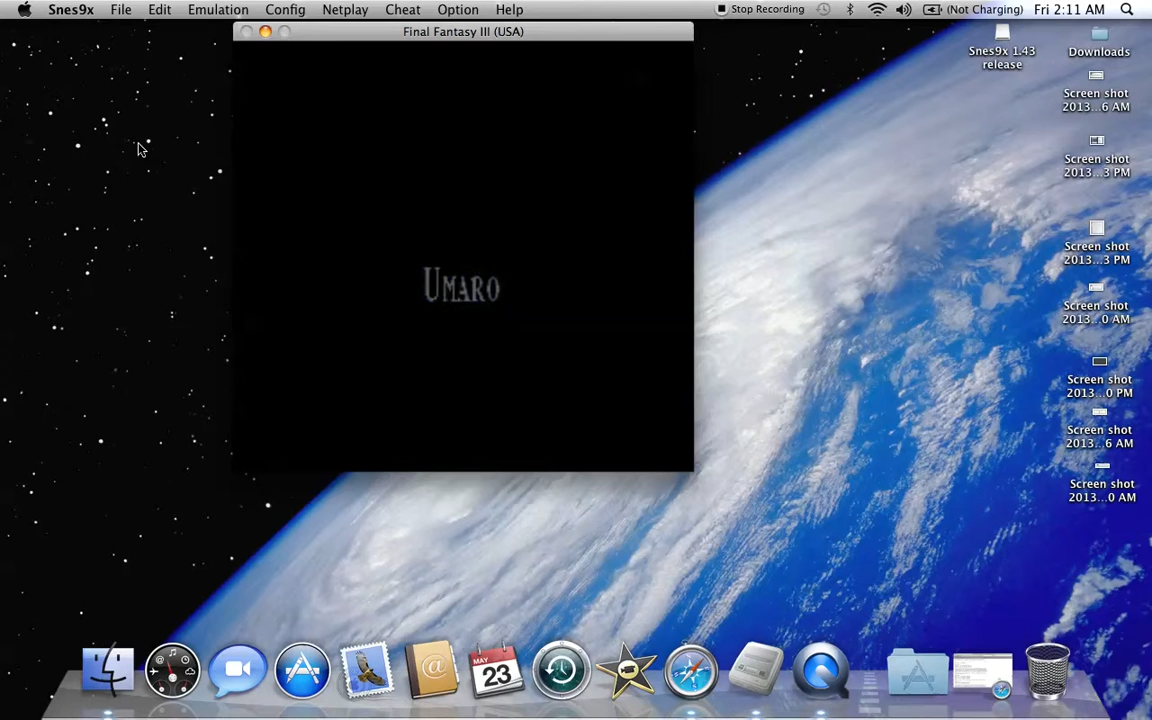 Snes9x File Edit Emulation Config Netplay Cheat Option Help Stop Recording (Not Charging) Fri 2:11 AM
Final Fantasy III (USA)
Snes9x 1.43
release
Downloads
Screen shot
2013...6 AM
Screen shot
2013...3 PM
Screen shot
2013...3 PM
Screen shot
2013...0 AM
Screen shot
2013...0 PM
Screen shot
2013...6 AM
Screen shot
2013...0 AM
UMARO
MAY
23